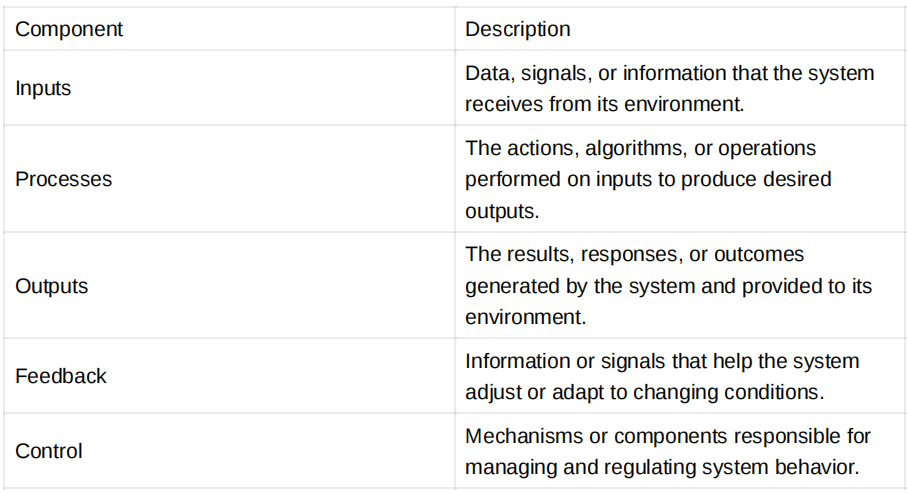 Component
Description
Inputs
Data, signals, or information that the system
receives from its environment.
Processes
The actions, algorithms, or operations
performed on inputs to produce desired
outputs.
Outputs
The results, responses, or outcomes
generated by the system and provided to its
environment.
Feedback
Information or signals that help the system
adjust or adapt to changing conditions.
Control
Mechanisms or components responsible for
managing and regulating system behavior.